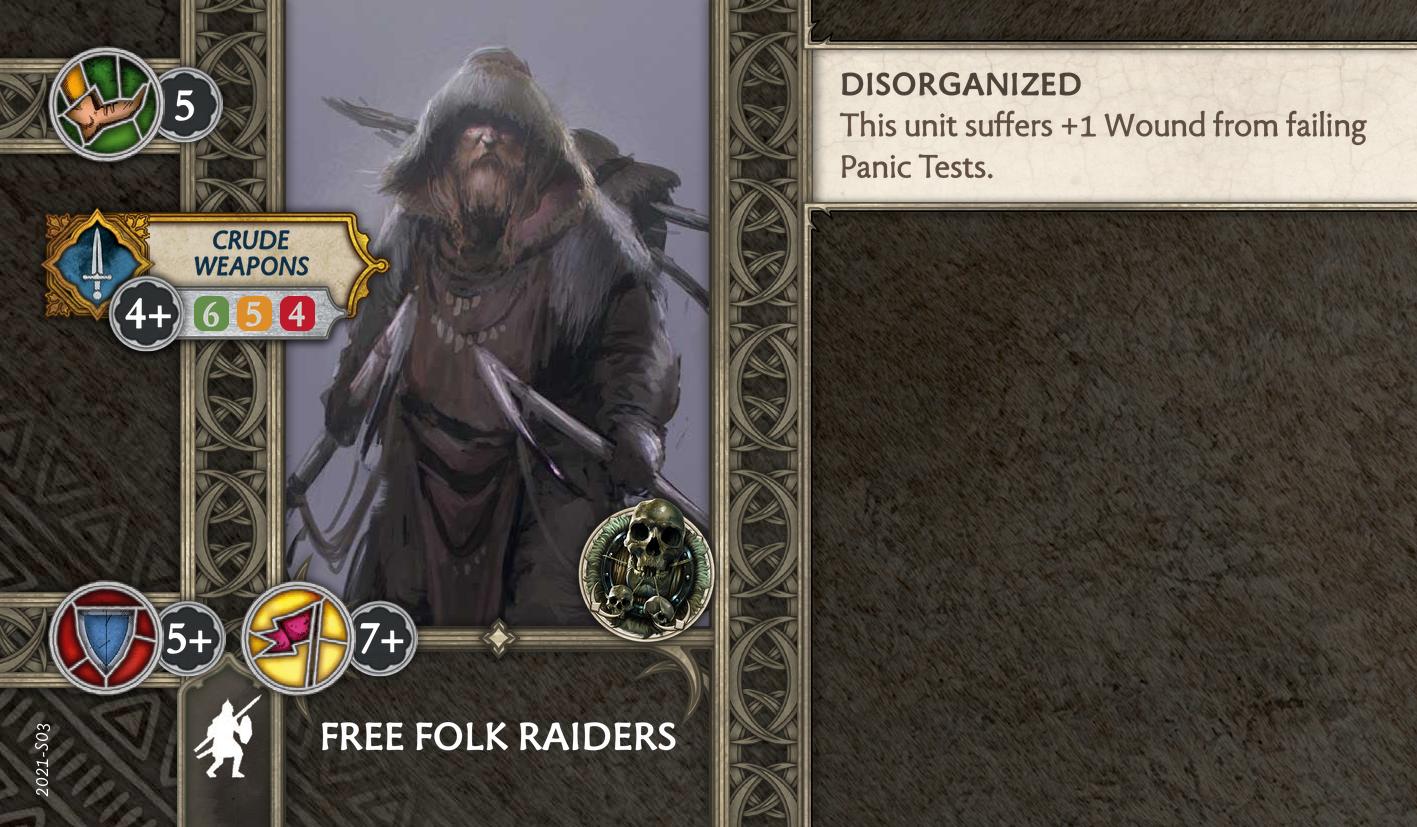 5
CRUDE
WEAPONS
4+ 6 5 4
5+ 7+
FREE FOLK RAIDERS
2021-S03
DISORGANIZED
This unit suffers +1 Wound from failing
Panic Tests.